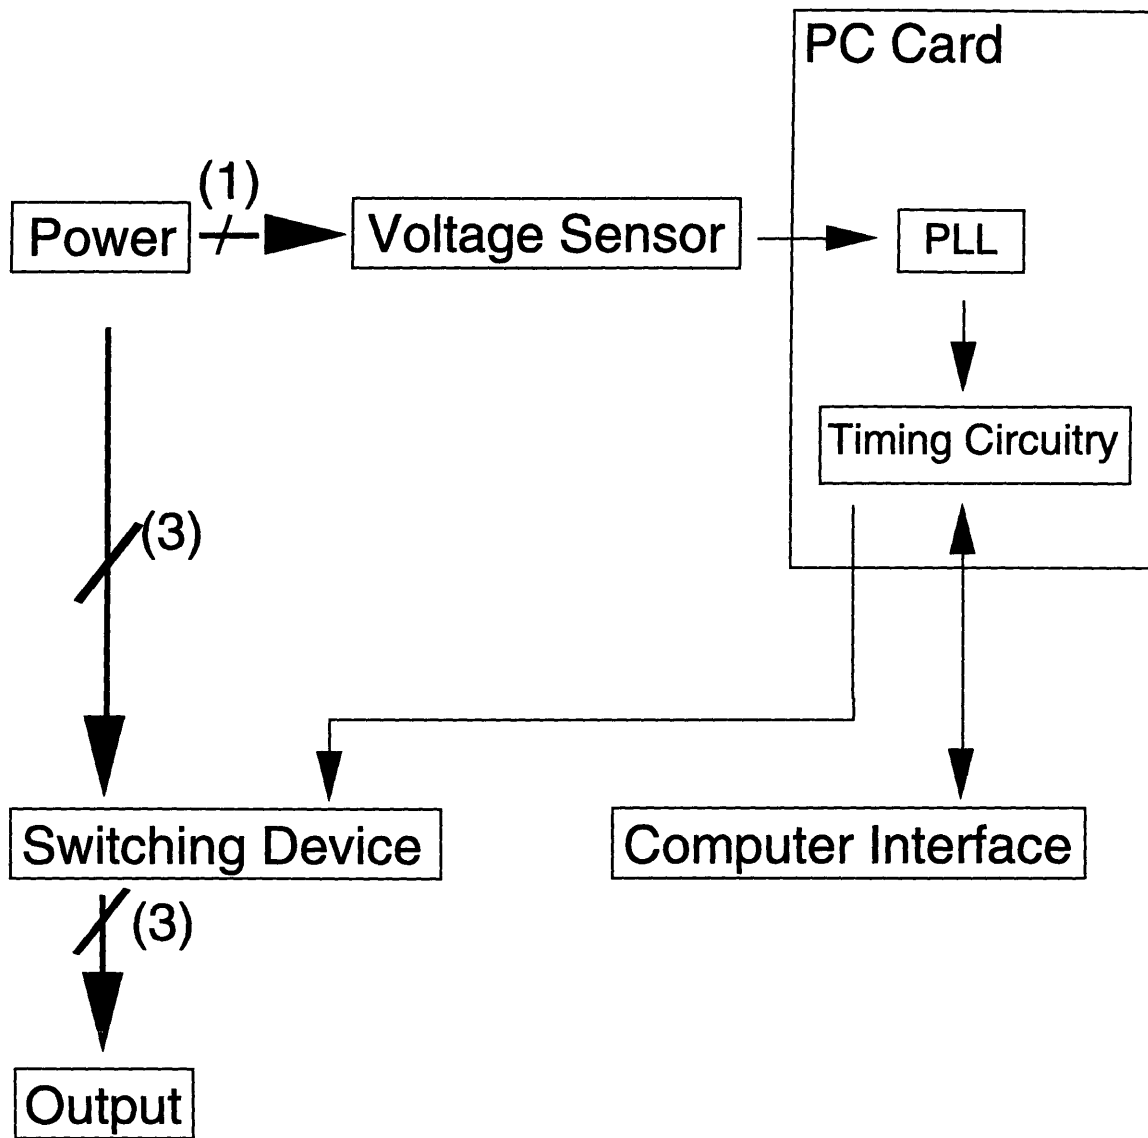 PC Card
(1)
Power
Voltage Sensor
PLL
Timing Circuitry
(3)
Switching Device
Computer Interface
(3)
Output